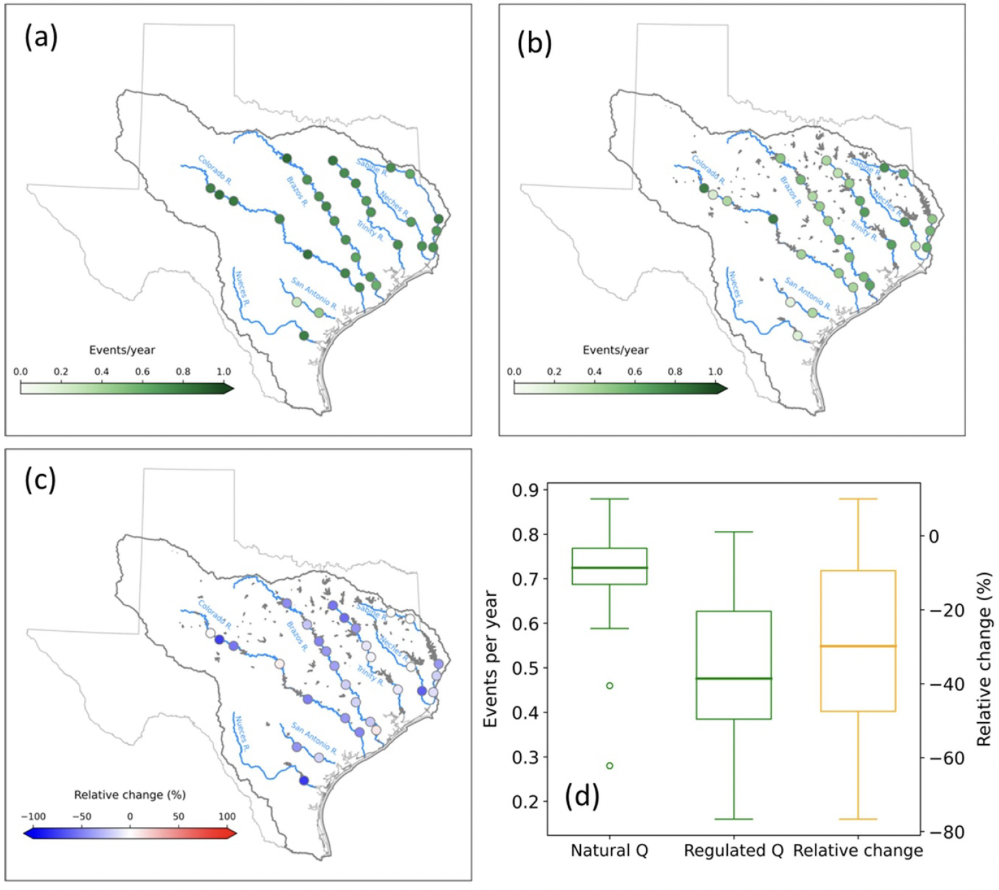 (a)
Colorado R.
Brazos R.
Sabine R.
Neches R.
Trinity R.
Nueces R.
San Antonio R.
Events/year
0.0 0.2 0.4 0.6 0.8 1.0
(b)
Colorado R.
Brazos R.
Sabine R.
Neches R.
Trinity R.
Nueces R.
San Antonio R.
Events/year
0.0 0.2 0.4 0.6 0.8 1.0
(c)
Colorado R.
Brazos R.
Sabine R.
Neches R.
Trinity R.
Nueces R.
San Antonio R.
Relative change (%)
−100 −50 0 50 100
(d)
Events per year
0.9
0.8
0.7
0.6
0.5
0.4
0.3
0.2
Relative change (%)
0
−20
−40
−60
−80
Natural Q Regulated Q Relative change